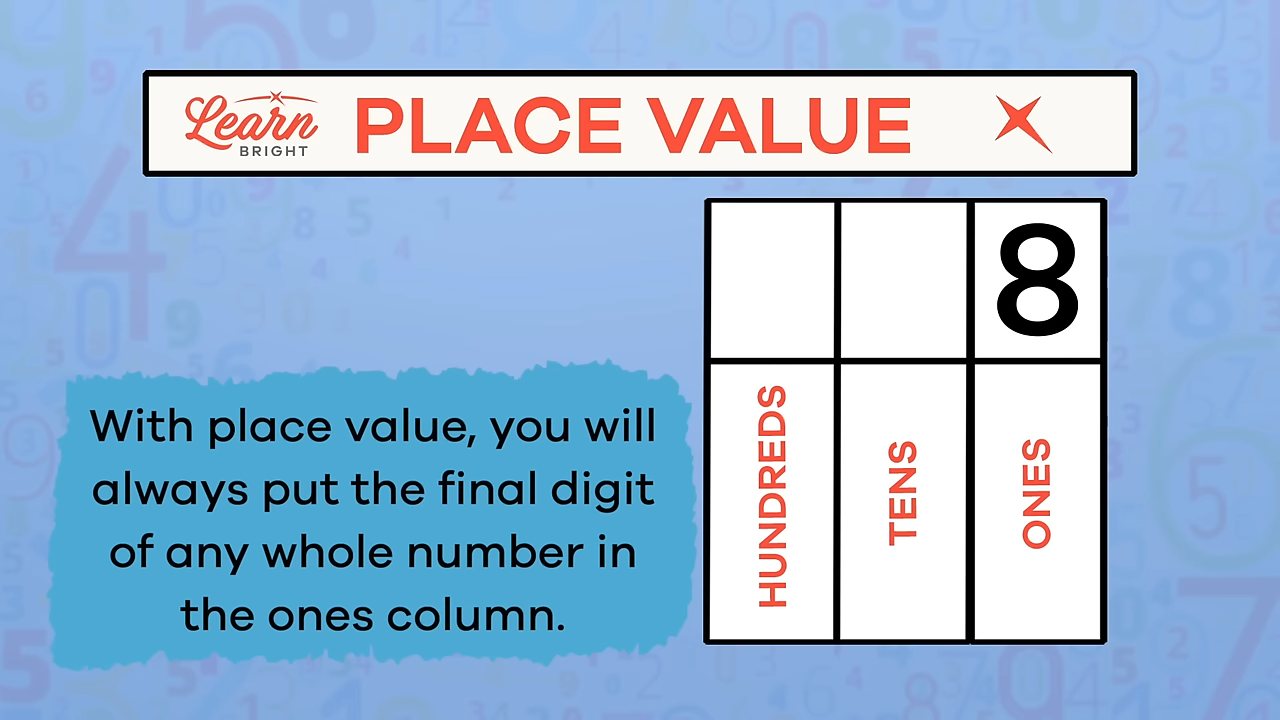 Learn
BRIGHT
PLACE VALUE
8
HUNDREDS
TENS
ONES
With place value, you will
always put the final digit
of any whole number in
the ones column.